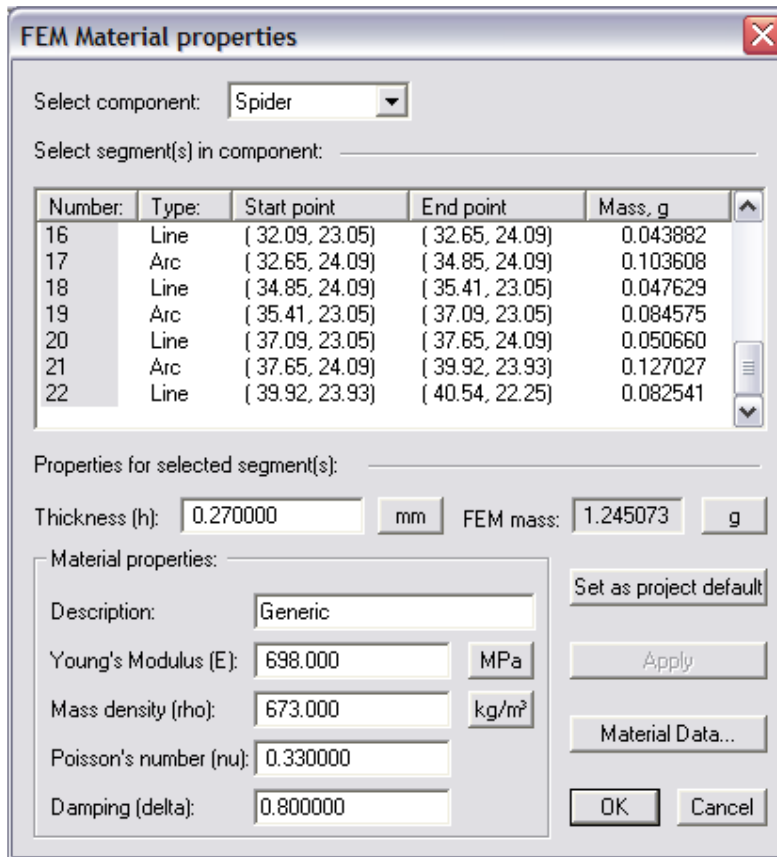 FEM Material properties
Select component: Spider
Select segment(s) in component:
Number: Type: Start point End point Mass, g
16 Line ( 32.09, 23.05) ( 32.65, 24.09) 0.043882
17 Arc ( 32.65, 24.09) ( 34.85, 24.09) 0.103608
18 Line ( 34.85, 24.09) ( 35.41, 23.05) 0.047629
19 Arc ( 35.41, 23.05) ( 37.09, 23.05) 0.084575
20 Line ( 37.09, 23.05) ( 37.65, 24.09) 0.050660
21 Arc ( 37.65, 24.09) ( 39.92, 23.93) 0.127027
22 Line ( 39.92, 23.93) ( 40.54, 22.25) 0.082541
Properties for selected segment(s):
Thickness (h): 0.270000 mm FEM mass: 1.245073 g
Material properties:
Set as project default
Description: Generic
Young's Modulus (E): 698.000 MPa Apply
Mass density (rho): 673.000 kg/m³
Material Data...
Poisson's number (nu): 0.330000
Damping (delta): 0.800000 OK Cancel